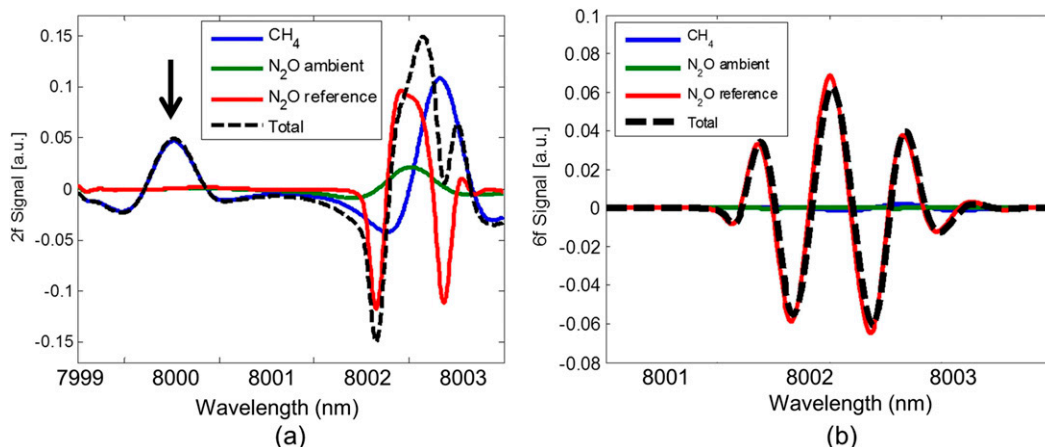 0.15
0.1
0.05
0
-0.05
-0.1
-0.15
2f Signal [a.u.]
CH4
N2O ambient
N2O reference
Total
7999 8000 8001 8002 8003
Wavelength (nm)
(a)
0.1
0.08
0.06
0.04
0.02
0
-0.02
-0.04
-0.06
-0.08
6f Signal [a.u.]
CH4
N2O ambient
N2O reference
Total
8001 8002 8003
Wavelength (nm)
(b)